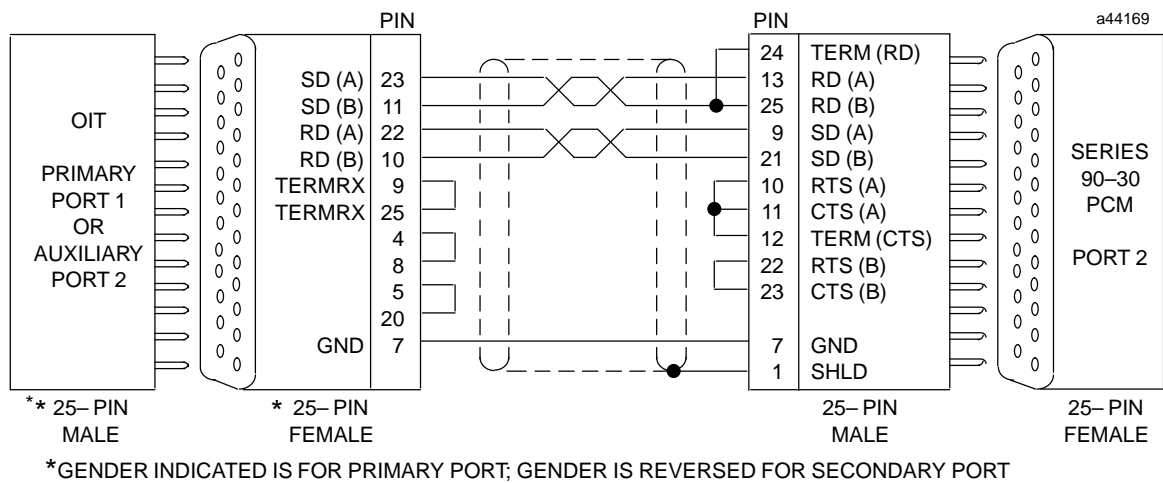 PIN PIN a44169
24 TERM (RD)
SD (A) 23 13 RD (A)
SD (B) 11 25 RD (B)
OIT
RD (A) 22 9 SD (A)
RD (B) 10 21 SD (B)
SERIES
PRIMARY TERMRX 9 10 RTS (A) 90–30
PORT 1 TERMRX 25 11 CTS (A) PCM
OR 4 12 TERM (CTS)
AUXILIARY 8 22 RTS (B) PORT 2
PORT 2 5 23 CTS (B)
20
GND 7 7 GND
1 SHLD
** 25– PIN * 25– PIN 25– PIN 25– PIN
MALE FEMALE MALE FEMALE
*GENDER INDICATED IS FOR PRIMARY PORT; GENDER IS REVERSED FOR SECONDARY PORT